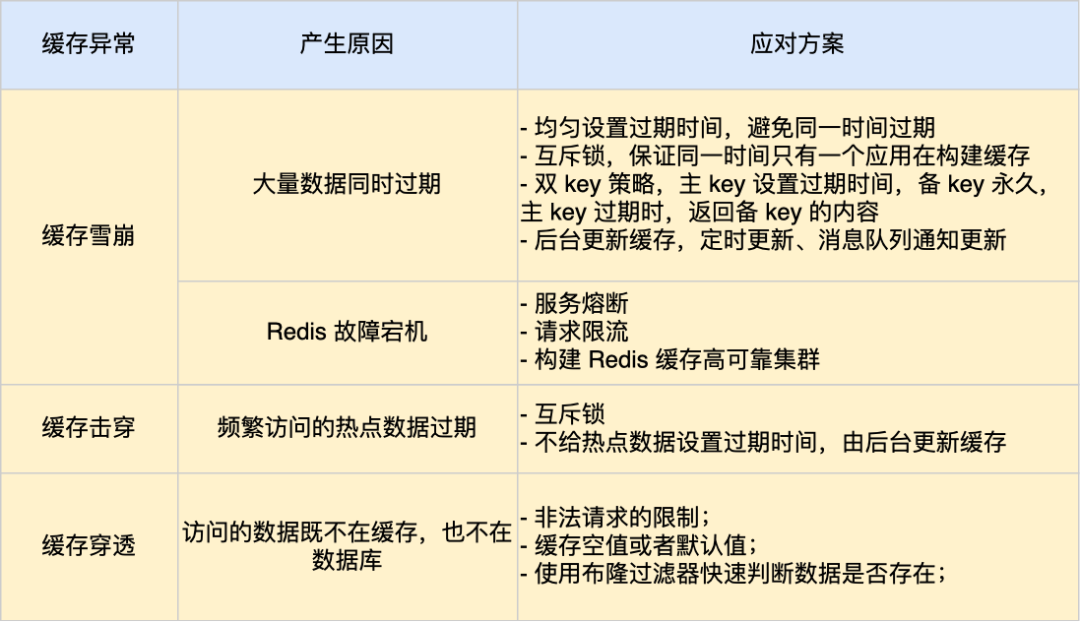 缓存异常
产生原因
应对方案
缓存雪崩
大量数据同时过期
- 均匀设置过期时间，避免同一时间过期
- 互斥锁，保证同一时间只有一个应用在构建缓存
- 双 key 策略，主 key 设置过期时间，备 key 永久，
主 key 过期时，返回备 key 的内容
- 后台更新缓存，定时更新、消息队列通知更新
Redis 故障宕机
- 服务熔断
- 请求限流
- 构建 Redis 缓存高可靠集群
缓存击穿
频繁访问的热点数据过期
- 互斥锁
- 不给热点数据设置过期时间，由后台更新缓存
缓存穿透
访问的数据既不在缓存，也不在
数据库
- 非法请求的限制；
- 缓存空值或者默认值；
- 使用布隆过滤器快速判断数据是否存在；